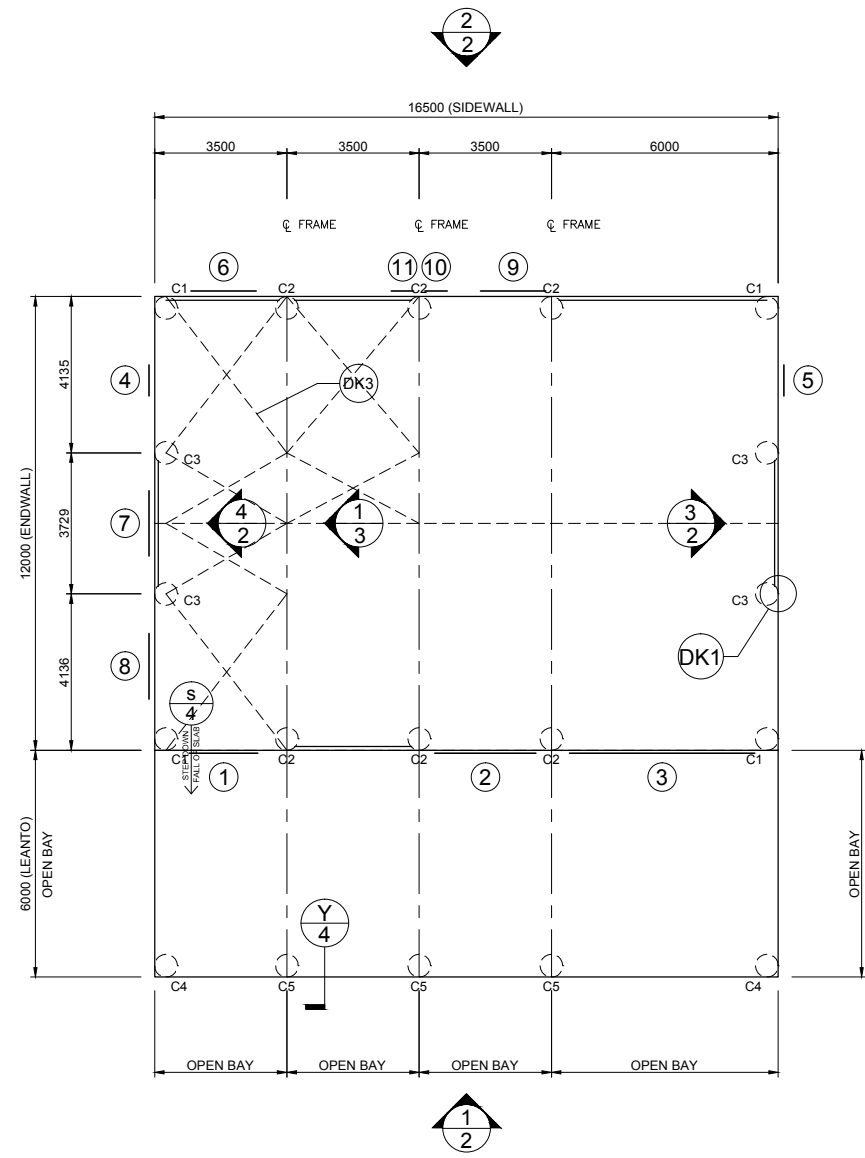 2
2
16500 (SIDEWALL)
3500 3500 3500 6000
℄ FRAME ℄ FRAME ℄ FRAME
6 11 10 9
C1 C2 C2 C2 C1
4135
4 DK3 5
C3 C3
12000 (ENDWALL)
3729
7
4
2
1
3
3
2
C3 C3
DK1
4136
8
S
4
STEPDOWN
FALL OF SLAB
C1 C2 C2 C2 C1
1 2 3
6000 (LEANTO)
OPEN BAY
OPEN BAY
Y
4
C4 C5 C5 C5 C4
OPEN BAY OPEN BAY OPEN BAY OPEN BAY
1
2